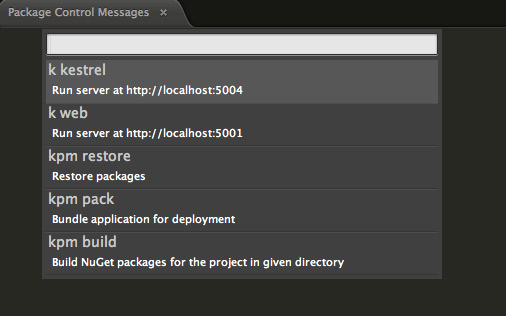 Package Control Messages ×
k kestrel
Run server at http://localhost:5004
k web
Run server at http://localhost:5001
kpm restore
Restore packages
kpm pack
Bundle application for deployment
kpm build
Build NuGet packages for the project in given directory